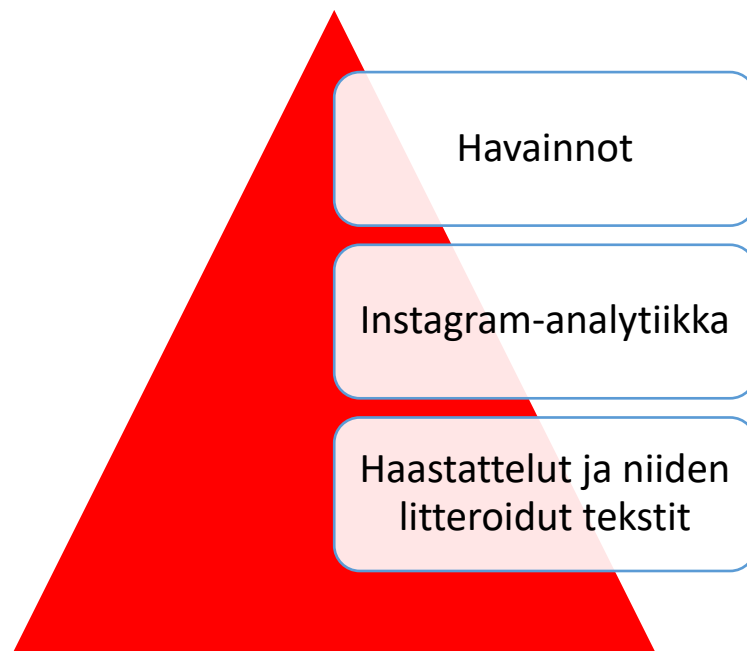 Havainnot
Instagram-analytiikka
Haastattelut ja niiden
litteroidut tekstit